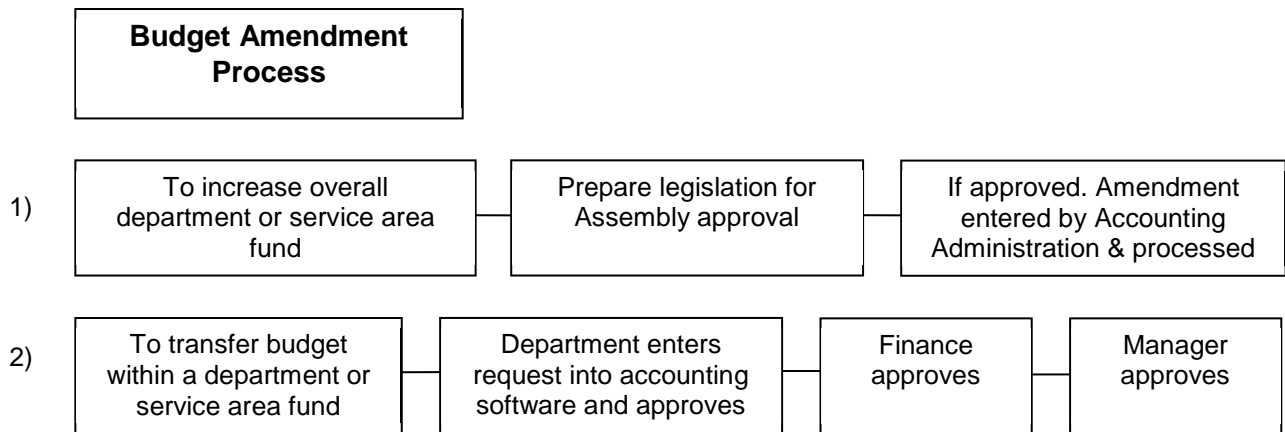 Budget Amendment
Process
1)
To increase overall
department or service area
fund
Prepare legislation for
Assembly approval
If approved. Amendment
entered by Accounting
Administration & processed
2)
To transfer budget
within a department or
service area fund
Department enters
request into accounting
software and approves
Finance
approves
Manager
approves